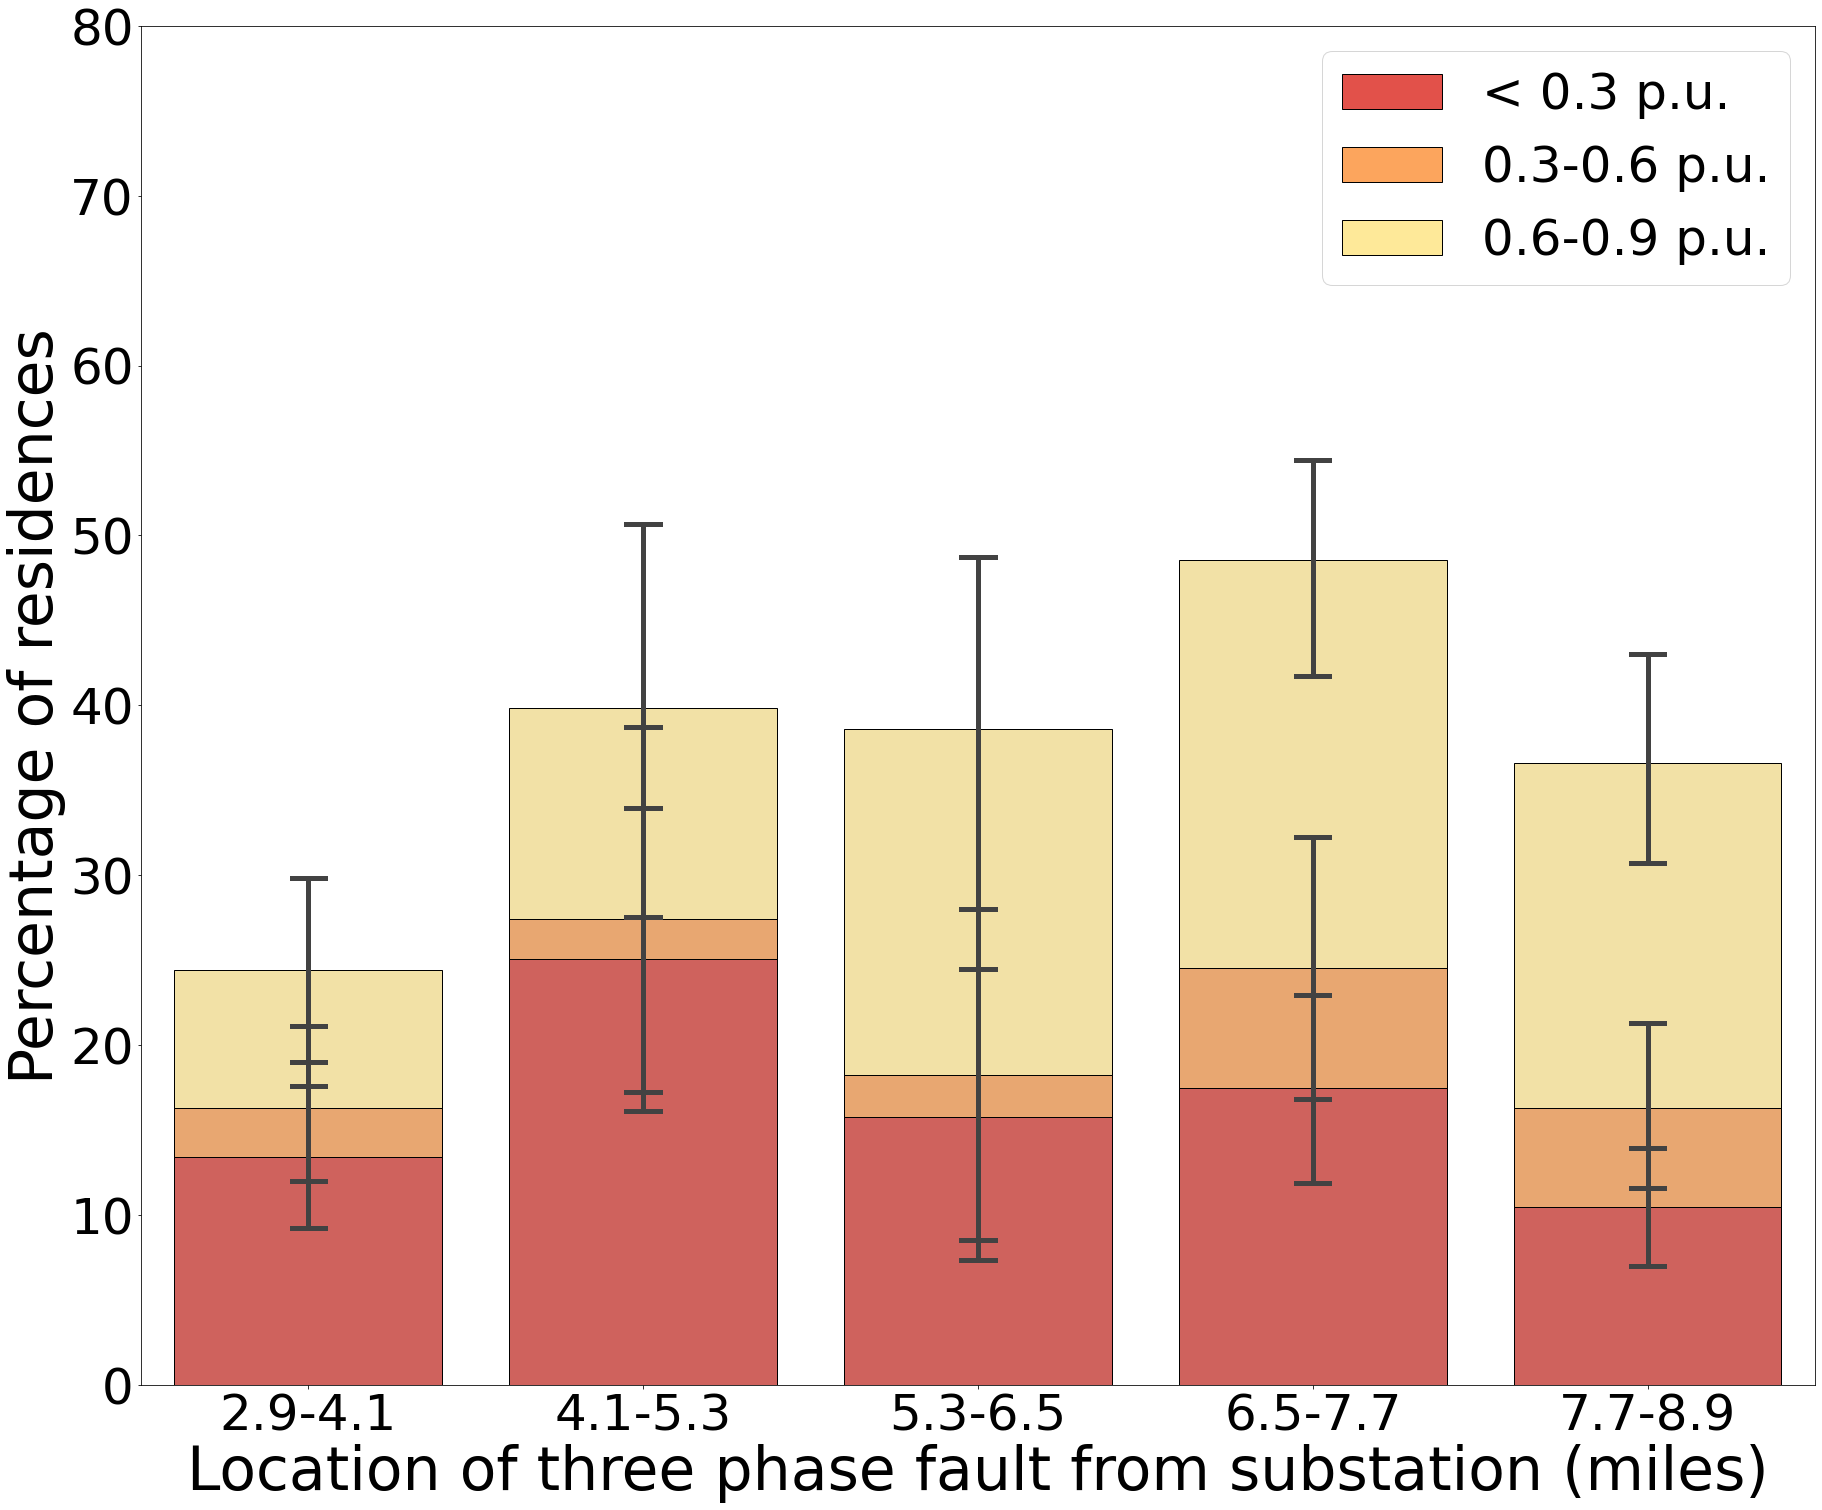 80
70
60
50
40
30
20
10
0
Percentage of residences
< 0.3 p.u.
0.3-0.6 p.u.
0.6-0.9 p.u.
2.9-4.1 4.1-5.3 5.3-6.5 6.5-7.7 7.7-8.9
Location of three phase fault from substation (miles)